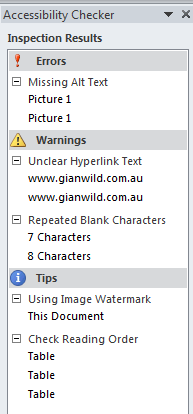 Accessibility Checker
Inspection Results
Errors
Missing Alt Text
Picture 1
Picture 1
Warnings
Unclear Hyperlink Text
www.gianwild.com.au
www.gianwild.com.au
Repeated Blank Characters
7 Characters
8 Characters
Tips
Using Image Watermark
This Document
Check Reading Order
Table
Table
Table